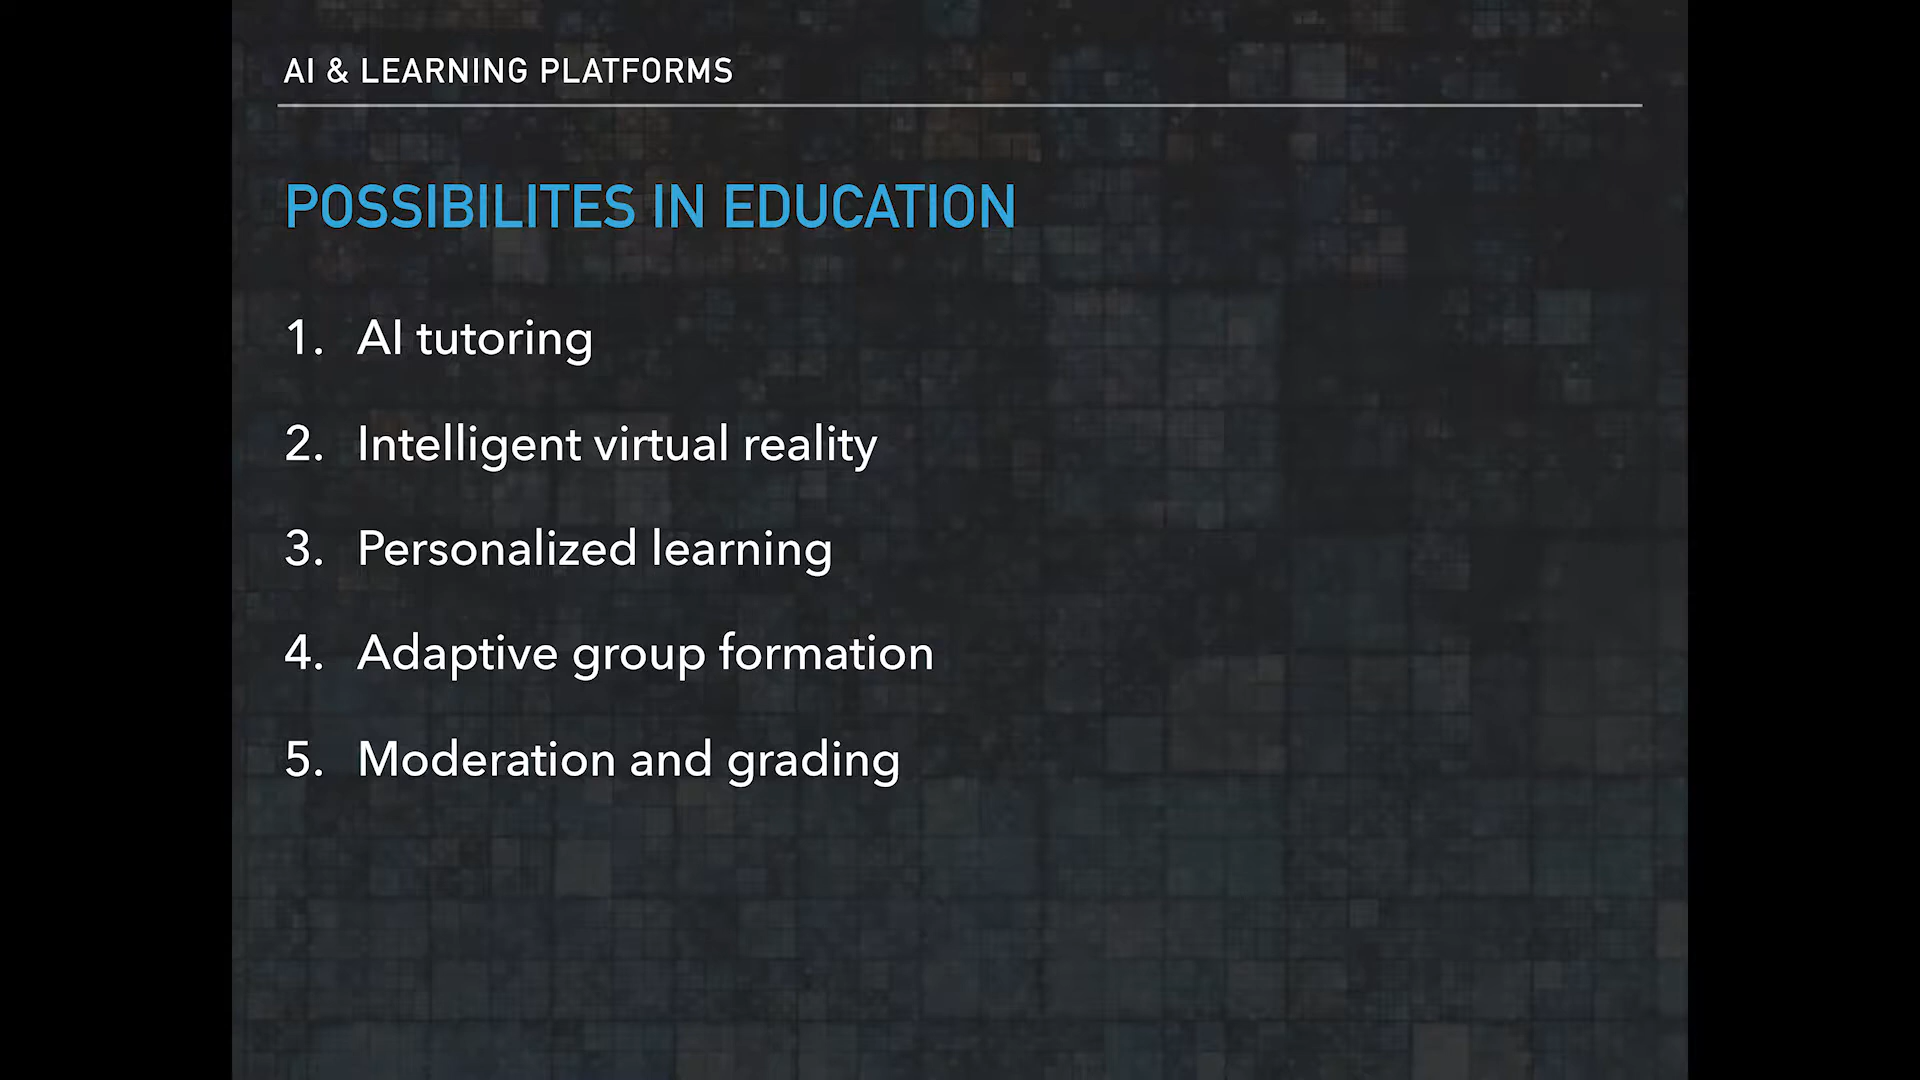 AI & LEARNING PLATFORMS
POSSIBILITES IN EDUCATION
1. AI tutoring
2. Intelligent virtual reality
3. Personalized learning
4. Adaptive group formation
5. Moderation and grading